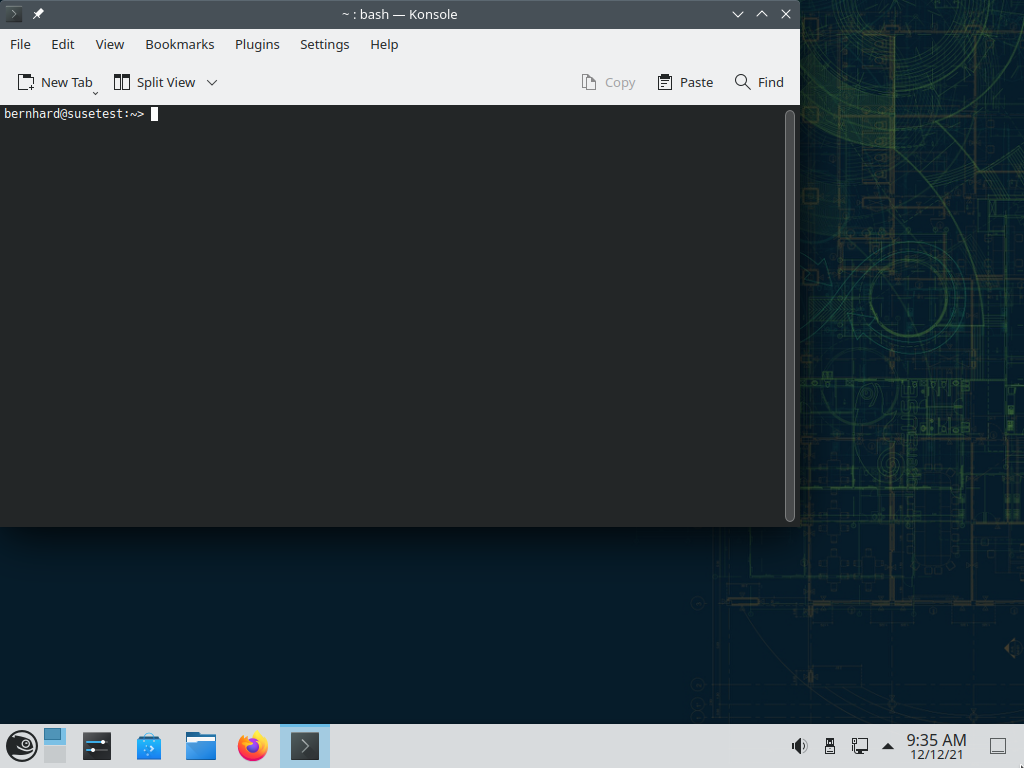 ~ : bash — Konsole
File Edit View Bookmarks Plugins Settings Help
New Tab Split View Copy Paste Find
bernhard@susetest:~>
9:35 AM
12/12/21